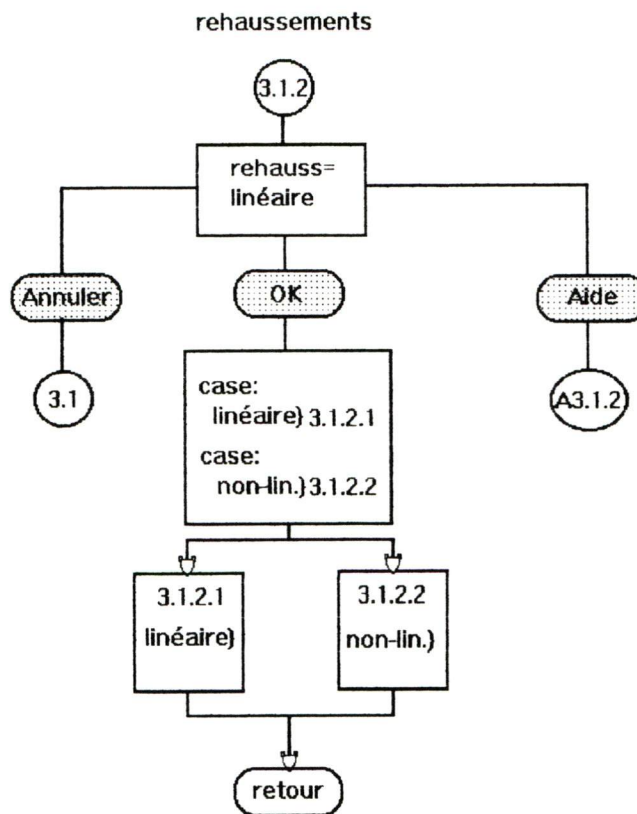 rehaussements
3.1.2
rehauss=
linéaire
Annuler
OK
Aide
3.1
A3.1.2
case:
linéaire} 3.1.2.1
case:
non-lin.} 3.1.2.2
3.1.2.1
linéaire}
3.1.2.2
non-lin.}
retour